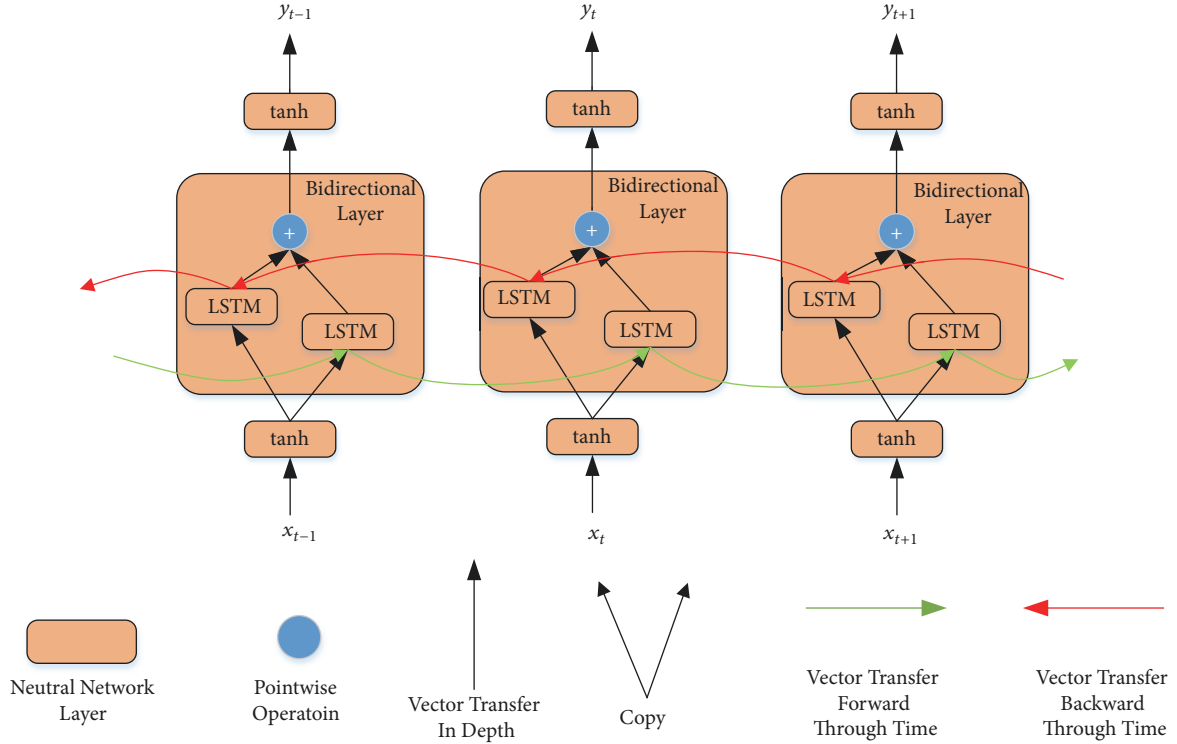 y_{t−1} y_t y_{t+1}
tanh tanh tanh
Bidirectional Bidirectional Bidirectional
Layer Layer Layer
+ + +
LSTM LSTM LSTM
LSTM LSTM LSTM
tanh tanh tanh
x_{t−1} x_t x_{t+1}
Neutral Network
Layer
Pointwise
Operatoin
Vector Transfer
In Depth
Copy
Vector Transfer
Forward
Through Time
Vector Transfer
Backward
Through Time